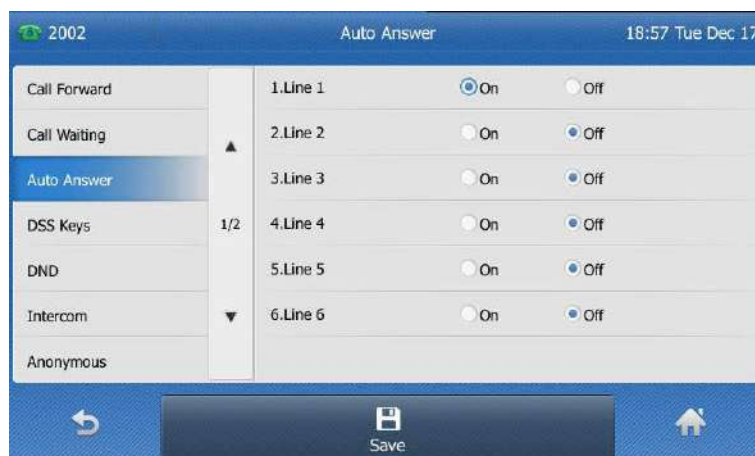 2002 Auto Answer 18:57 Tue Dec 17
Call Forward
Call Waiting
Auto Answer
DSS Keys
DND
Intercom
Anonymous
1/2
1.Line 1 On Off
2.Line 2 On Off
3.Line 3 On Off
4.Line 4 On Off
5.Line 5 On Off
6.Line 6 On Off
Save